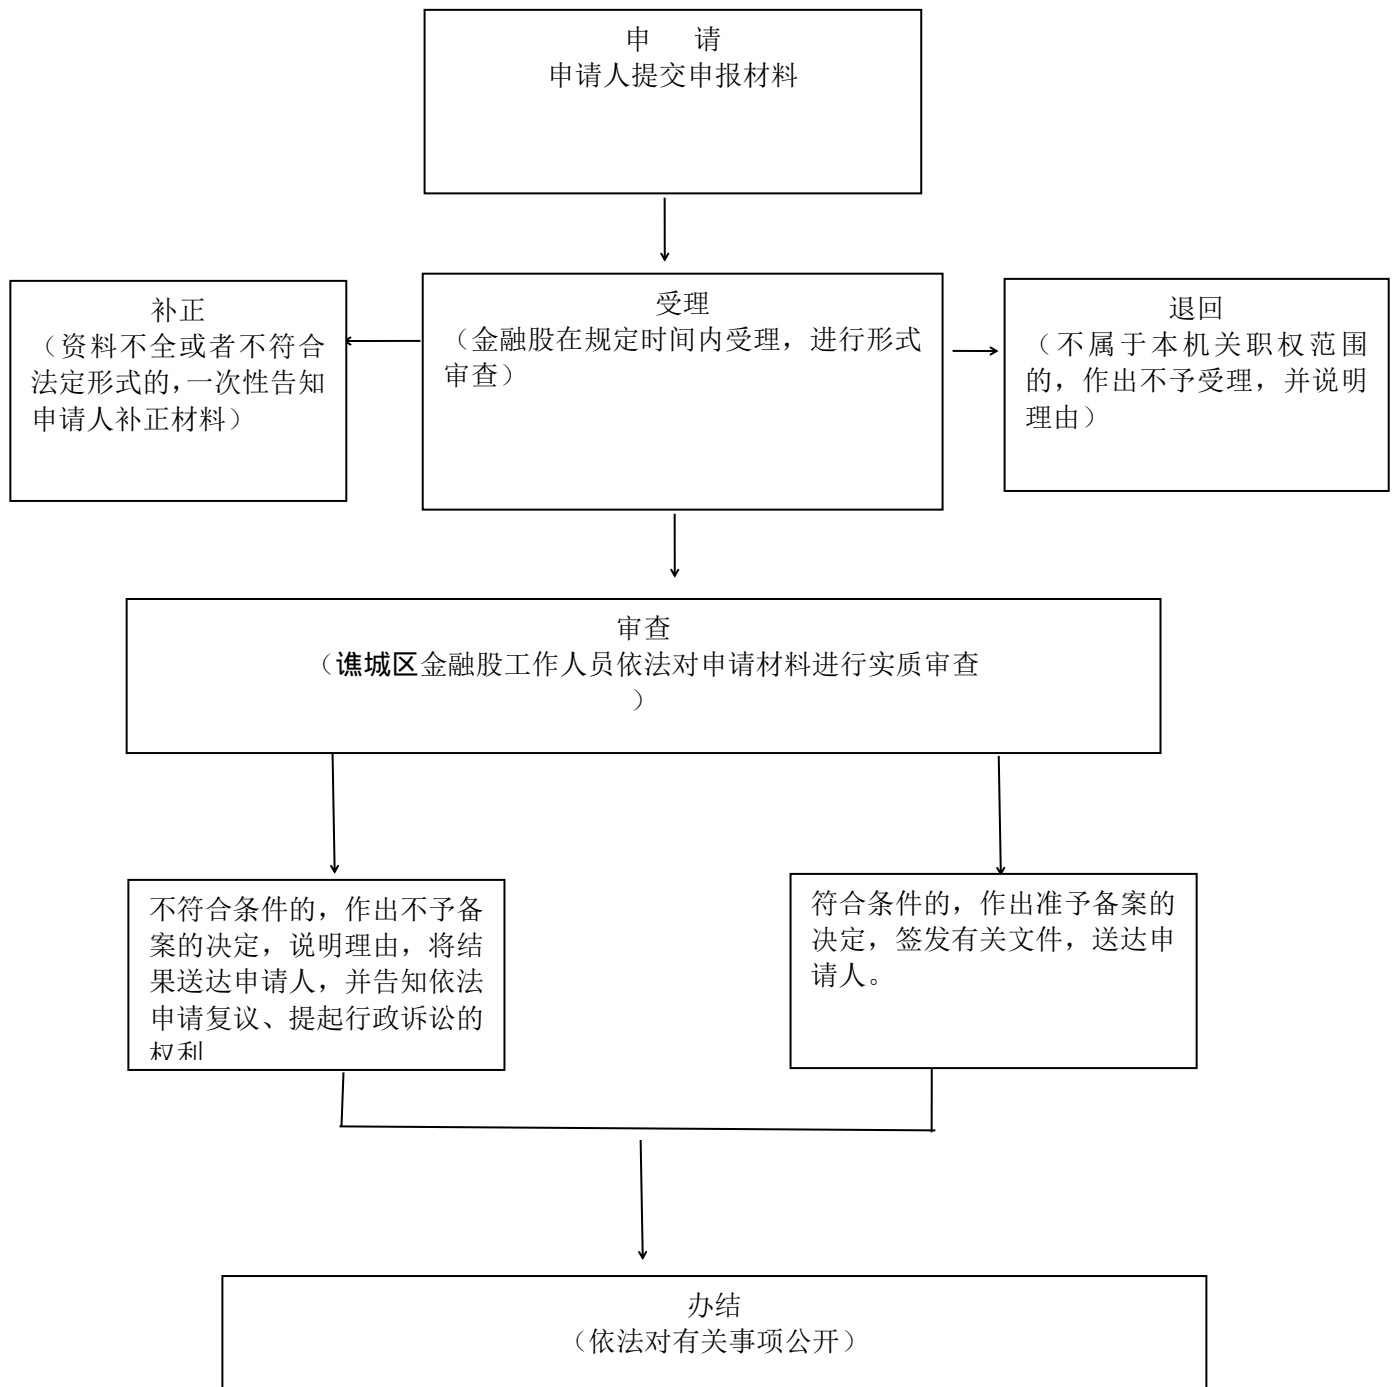 申 请
申请人提交申报材料
补正
（资料不全或者不符合
法定形式的，一次性告知
申请人补正材料）
受理
（金融股在规定时间内受理，进行形式
审查）
退回
（不属于本机关职权范围
的，作出不予受理，并说明
理由）
审查
（谯城区金融股工作人员依法对申请材料进行实质审查
）
不符合条件的，作出不予备
案的决定，说明理由，将结
果送达申请人，并告知依法
申请复议、提起行政诉讼的
权利
符合条件的，作出准予备案的
决定，签发有关文件，送达申
请人。
办结
（依法对有关事项公开）